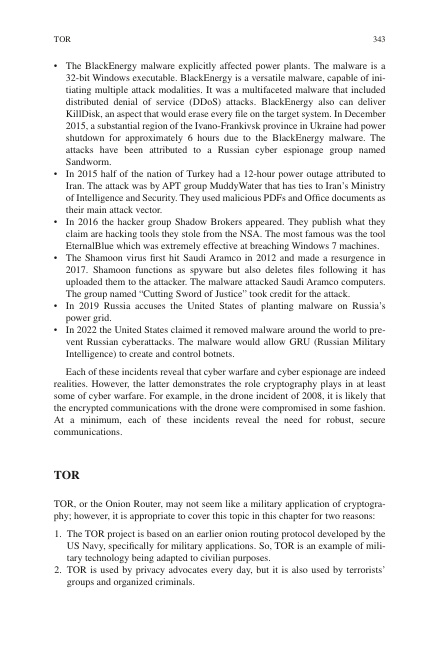 TOR 343
• The BlackEnergy malware explicitly affected power plants. The malware is a
32-bit Windows executable. BlackEnergy is a versatile malware, capable of ini-
tiating multiple attack modalities. It was a multifaceted malware that included
distributed denial of service (DDoS) attacks. BlackEnergy also can deliver
KillDisk, an aspect that would erase every file on the target system. In December
2015, a substantial region of the Ivano-Frankivsk province in Ukraine had power
shutdown for approximately 6 hours due to the BlackEnergy malware. The
attacks have been attributed to a Russian cyber espionage group named
Sandworm.
• In 2015 half of the nation of Turkey had a 12-hour power outage attributed to
Iran. The attack was by APT group MuddyWater that has ties to Iran's Ministry
of Intelligence and Security. They used malicious PDFs and Office documents as
their main attack vector.
• In 2016 the hacker group Shadow Brokers appeared. They publish what they
claim are hacking tools they stole from the NSA. The most famous was the tool
EternalBlue which was extremely effective at breaching Windows 7 machines.
• The Shamoon virus first hit Saudi Aramco in 2012 and made a resurgence in
2017. Shamoon functions as spyware but also deletes files following it has
uploaded them to the attacker. The malware attacked Saudi Aramco computers.
The group named "Cutting Sword of Justice" took credit for the attack.
• In 2019 Russia accuses the United States of planting malware on Russia's
power grid.
• In 2022 the United States claimed it removed malware around the world to pre-
vent Russian cyberattacks. The malware would allow GRU (Russian Military
Intelligence) to create and control botnets.
Each of these incidents reveal that cyber warfare and cyber espionage are indeed
realities. However, the latter demonstrates the role cryptography plays in at least
some of cyber warfare. For example, in the drone incident of 2008, it is likely that
the encrypted communications with the drone were compromised in some fashion.
At a minimum, each of these incidents reveal the need for robust, secure
communications.
TOR
TOR, or the Onion Router, may not seem like a military application of cryptogra-
phy; however, it is appropriate to cover this topic in this chapter for two reasons:
1. The TOR project is based on an earlier onion routing protocol developed by the
US Navy, specifically for military applications. So, TOR is an example of mili-
tary technology being adapted to civilian purposes.
2. TOR is used by privacy advocates every day, but it is also used by terrorists'
groups and organized criminals.